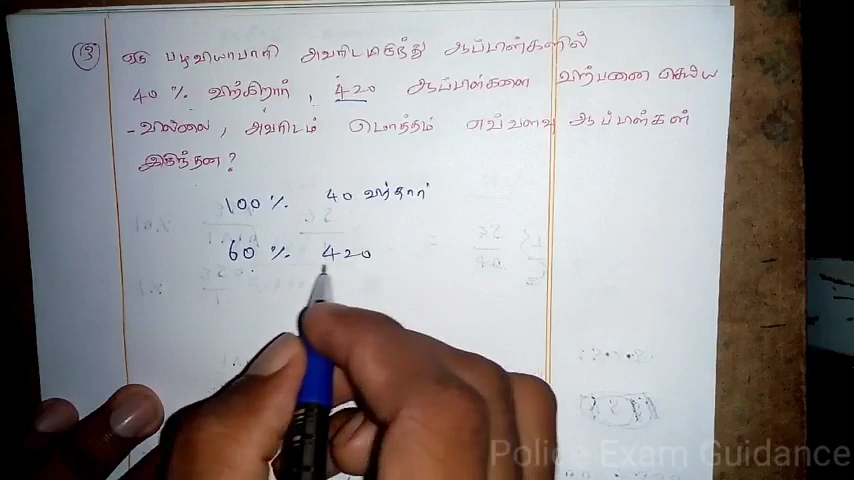 13 ஒரு பழவியாபாரி அவரிடமிருந்து ஆப்பிள்களில்
40 % விற்கிறார் , 420 ஆப்பிள்களை விற்பனை செய்ய
-வில்லை , அவரிடம் மொத்தம் எவ்வளவு ஆப்பிள்கள்
இருந்தன ?
100 % 40 விற்தார்
60 % 420
Police Exam Guidance